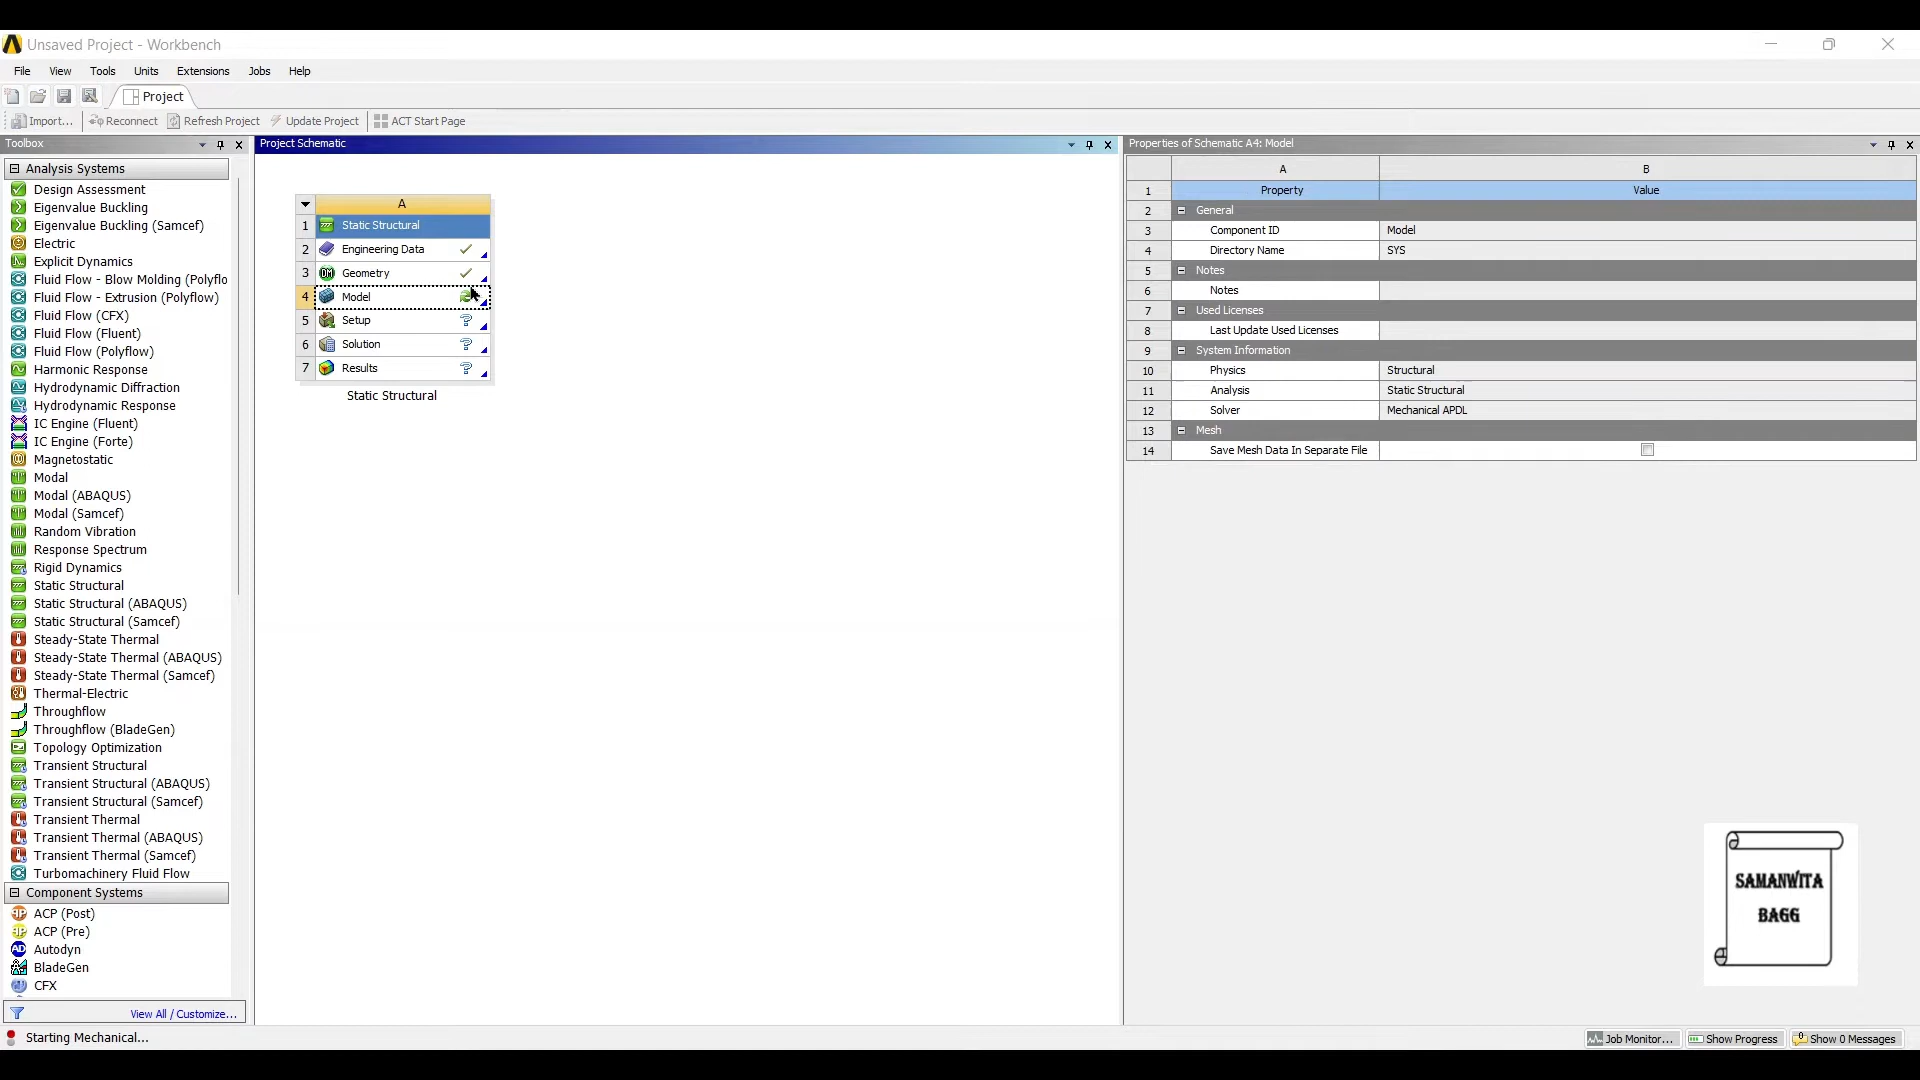 Unsaved Project - Workbench
File View Tools Units Extensions Jobs Help
Project
Import... Reconnect Refresh Project Update Project ACT Start Page
Toolbox
Analysis Systems
Design Assessment
Eigenvalue Buckling
Eigenvalue Buckling (Samcef)
Electric
Explicit Dynamics
Fluid Flow - Blow Molding (Polyflo
Fluid Flow - Extrusion (Polyflow)
Fluid Flow (CFX)
Fluid Flow (Fluent)
Fluid Flow (Polyflow)
Harmonic Response
Hydrodynamic Diffraction
Hydrodynamic Response
IC Engine (Fluent)
IC Engine (Forte)
Magnetostatic
Modal
Modal (ABAQUS)
Modal (Samcef)
Random Vibration
Response Spectrum
Rigid Dynamics
Static Structural
Static Structural (ABAQUS)
Static Structural (Samcef)
Steady-State Thermal
Steady-State Thermal (ABAQUS)
Steady-State Thermal (Samcef)
Thermal-Electric
Throughflow
Throughflow (BladeGen)
Topology Optimization
Transient Structural
Transient Structural (ABAQUS)
Transient Structural (Samcef)
Transient Thermal
Transient Thermal (ABAQUS)
Transient Thermal (Samcef)
Turbomachinery Fluid Flow
Component Systems
ACP (Post)
ACP (Pre)
Autodyn
BladeGen
CFX
View All / Customize...
Project Schematic
A
1 Static Structural
2 Engineering Data
3 Geometry
4 Model
5 Setup ?
6 Solution ?
7 Results ?
Static Structural
Properties of Schematic A4: Model
A B
1 Property Value
2 General
3 Component ID Model
4 Directory Name SYS
5 Notes
6 Notes
7 Used Licenses
8 Last Update Used Licenses
9 System Information
10 Physics Structural
11 Analysis Static Structural
12 Solver Mechanical APDL
13 Mesh
14 Save Mesh Data In Separate File
SAMANWITA
BAGG
Starting Mechanical... Job Monitor... Show Progress Show 0 Messages